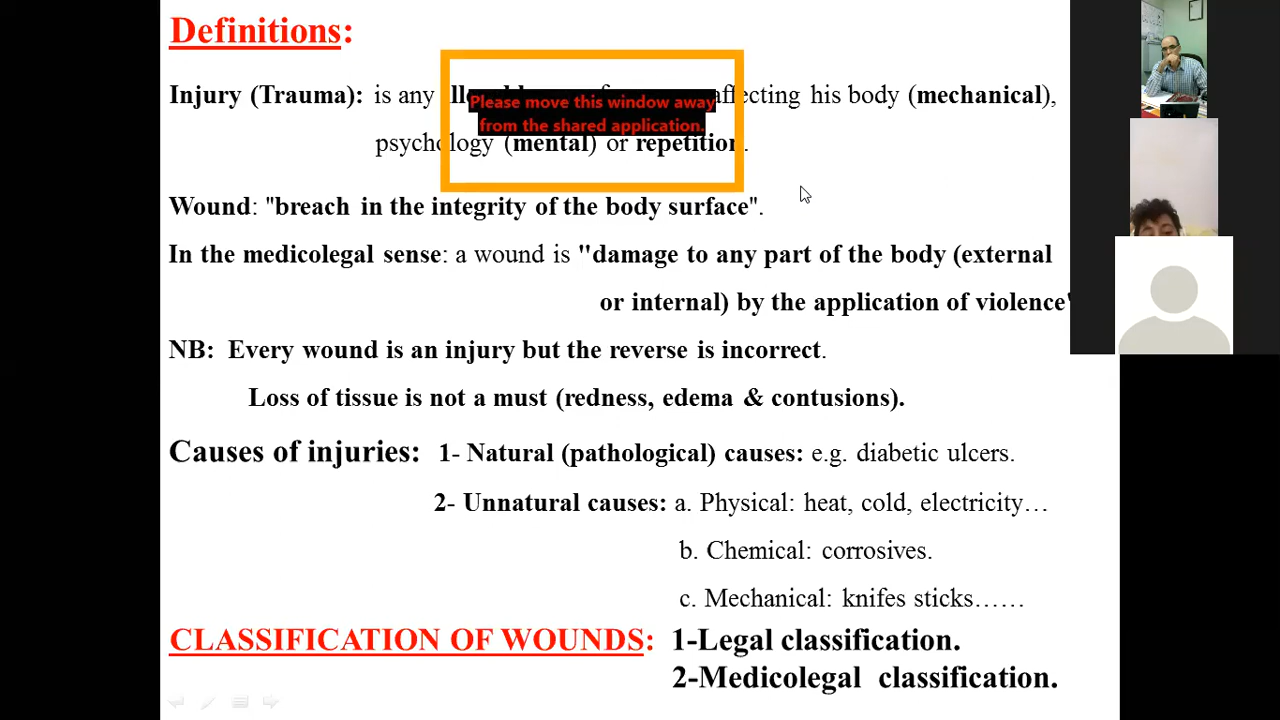 Definitions:
Injury (Trauma): is any affecting his body (mechanical),
Please move this window away
from the shared application.
psychology (mental) or repetition.
Wound: "breach in the integrity of the body surface".
In the medicolegal sense: a wound is "damage to any part of the body (external
or internal) by the application of violence"
NB: Every wound is an injury but the reverse is incorrect.
Loss of tissue is not a must (redness, edema & contusions).
Causes of injuries: 1- Natural (pathological) causes: e.g. diabetic ulcers.
2- Unnatural causes: a. Physical: heat, cold, electricity…
b. Chemical: corrosives.
c. Mechanical: knifes sticks……
CLASSIFICATION OF WOUNDS: 1-Legal classification.
2-Medicolegal classification.